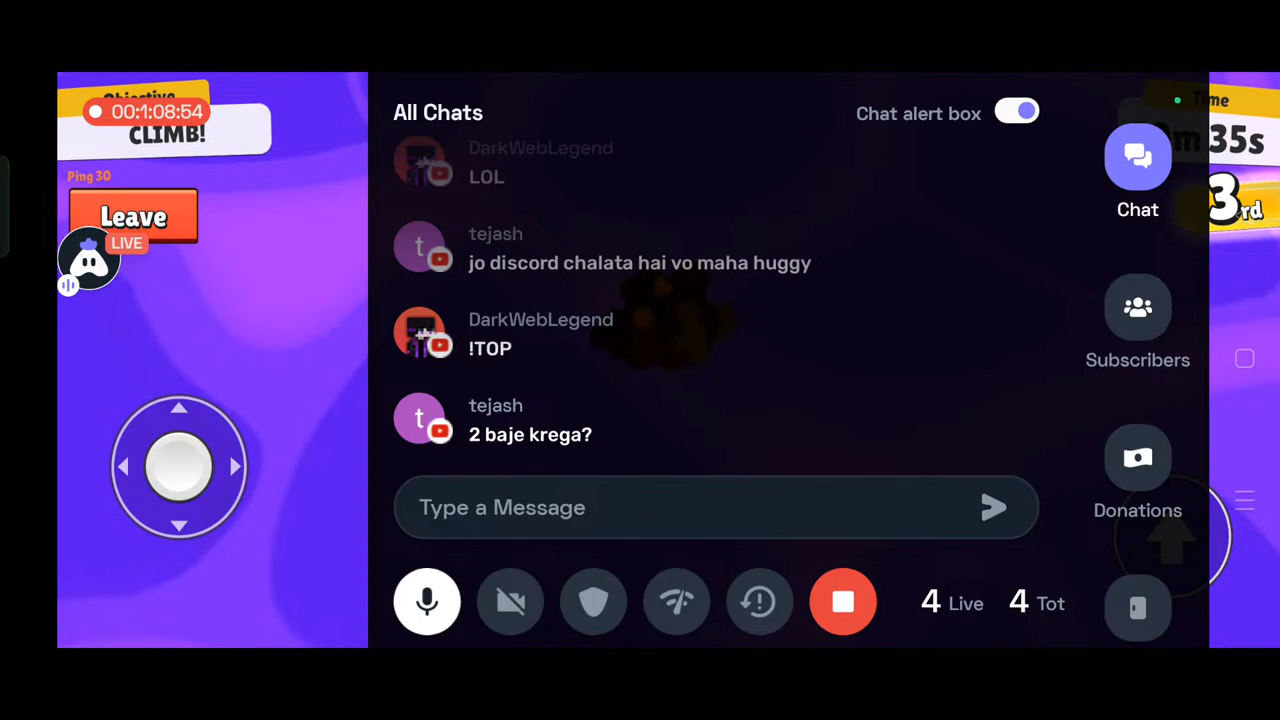 Objective
00:1:08:54
CLIMB!
Ping 30
Leave
LIVE
All Chats
Chat alert box
DarkWebLegend
LOL
t
tejash
jo discord chalata hai vo maha huggy
DarkWebLegend
!TOP
t
tejash
2 baje krega?
Type a Message
4 Live 4 Tot
Chat
Subscribers
Donations
Time
m 35s
3rd